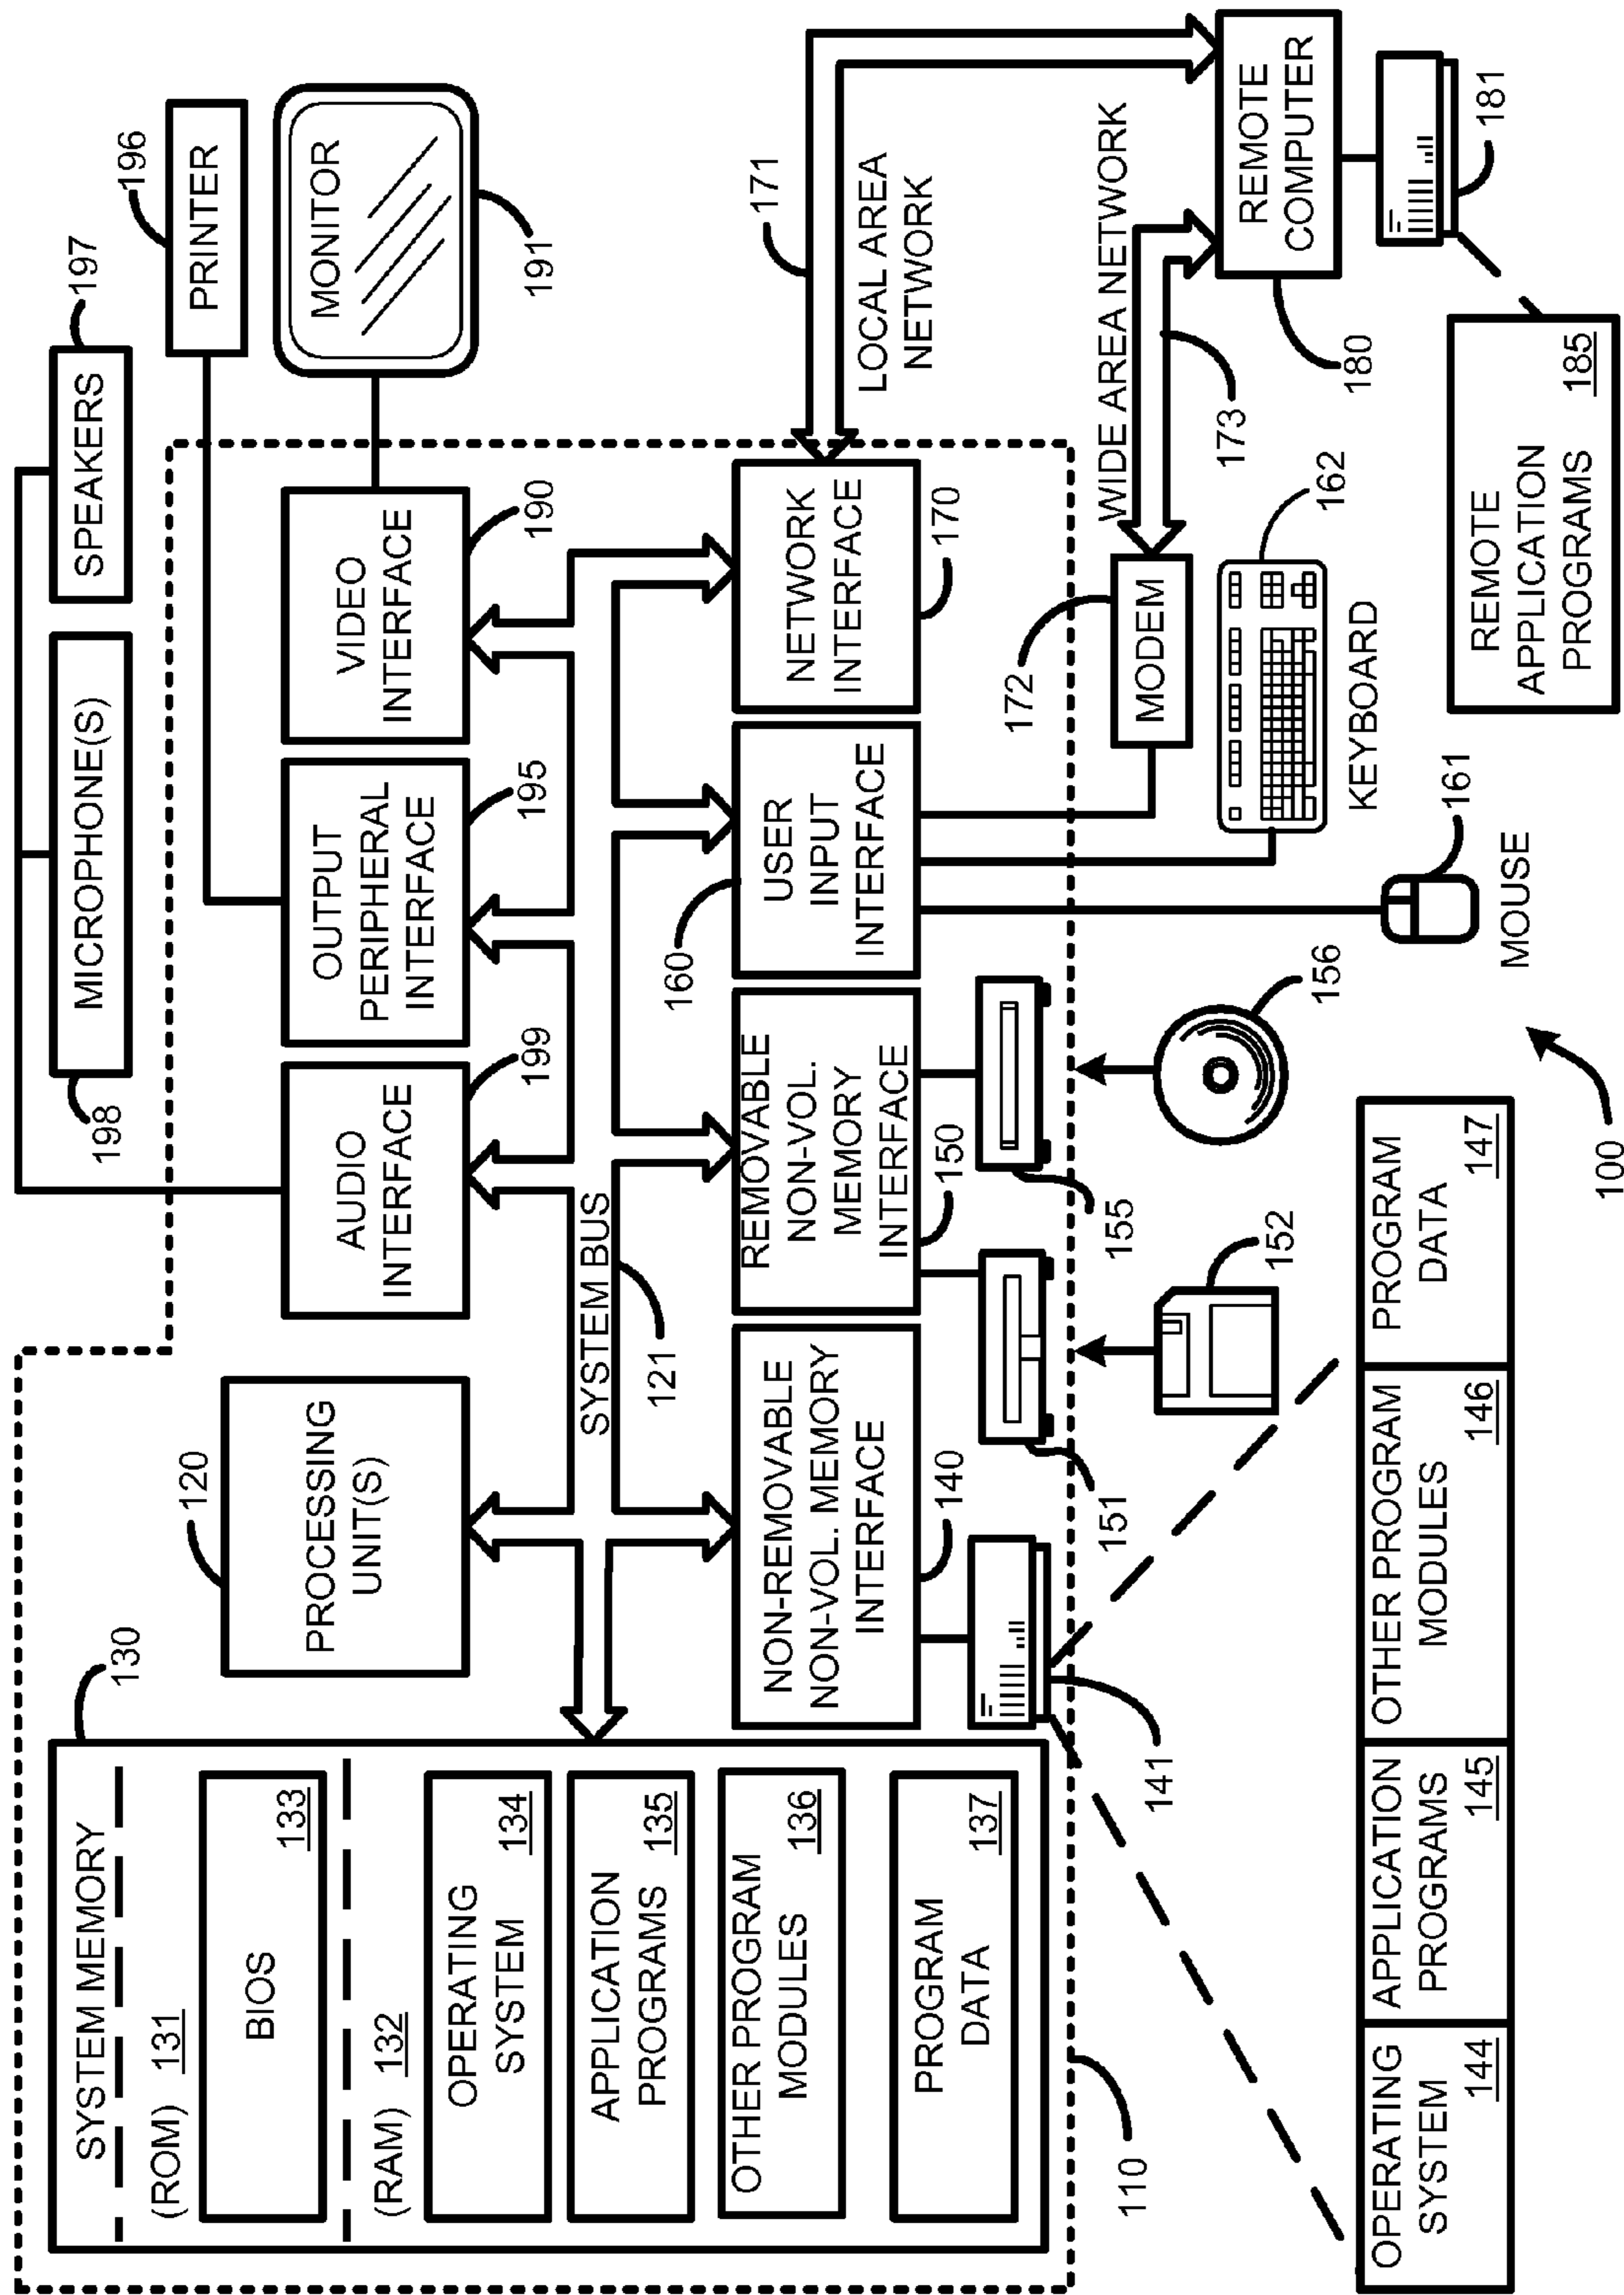 SYSTEM MEMORY
130
(ROM) 131
BIOS
133
(RAM) 132
OPERATING
SYSTEM
134
APPLICATION
PROGRAMS
135
OTHER PROGRAM
MODULES
136
PROGRAM
DATA
137
110
120
PROCESSING
UNIT(S)
SYSTEM BUS
121
198
MICROPHONE(S)
SPEAKERS
197
196
PRINTER
MONITOR
191
AUDIO
INTERFACE
199
OUTPUT
PERIPHERAL
INTERFACE
195
VIDEO
INTERFACE
190
NON-REMOVABLE
NON-VOL. MEMORY
INTERFACE
140
REMOVABLE
NON-VOL.
MEMORY
INTERFACE
150
160
USER
INPUT
INTERFACE
NETWORK
INTERFACE
170
171
LOCAL AREA
NETWORK
141
151
155
152
156
172
MODEM
WIDE AREA NETWORK
173
REMOTE
COMPUTER
180
181
162
KEYBOARD
161
MOUSE
OPERATING
SYSTEM
144
APPLICATION
PROGRAMS
145
OTHER PROGRAM
MODULES
146
PROGRAM
DATA
147
REMOTE
APPLICATION
PROGRAMS
185
100